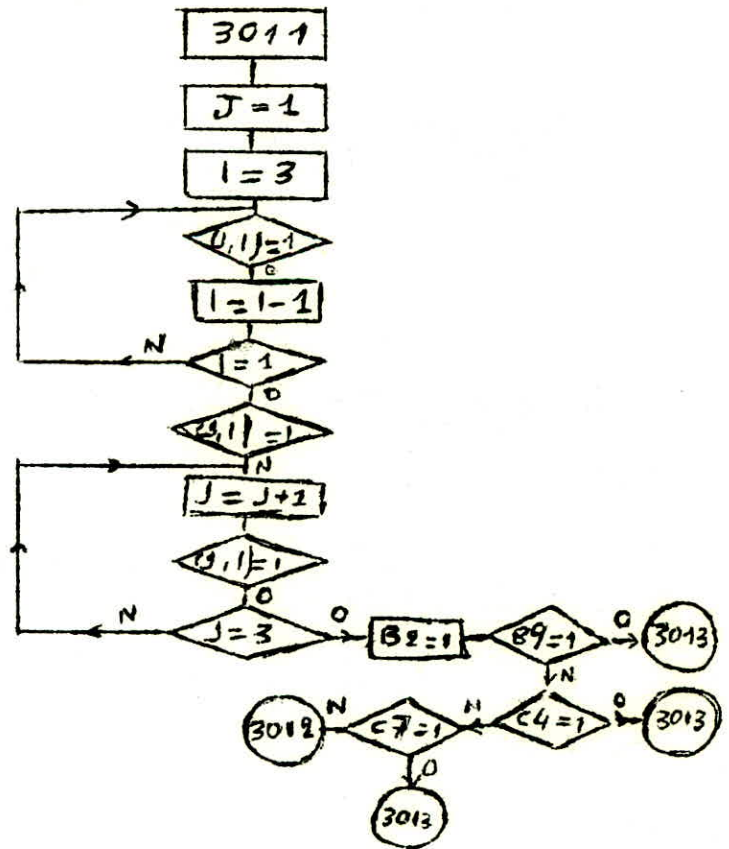 3011
J = 1
I = 3
(J,I)=1
O
I = I-1
N
I = 1
O
(J,I)=1
N
J = J+1
(J,I)=1
O
N
J = 3
O
B2=1
B9=1
O
3013
N
3012
N
C7=1
N
C4=1
O
3013
O
3013